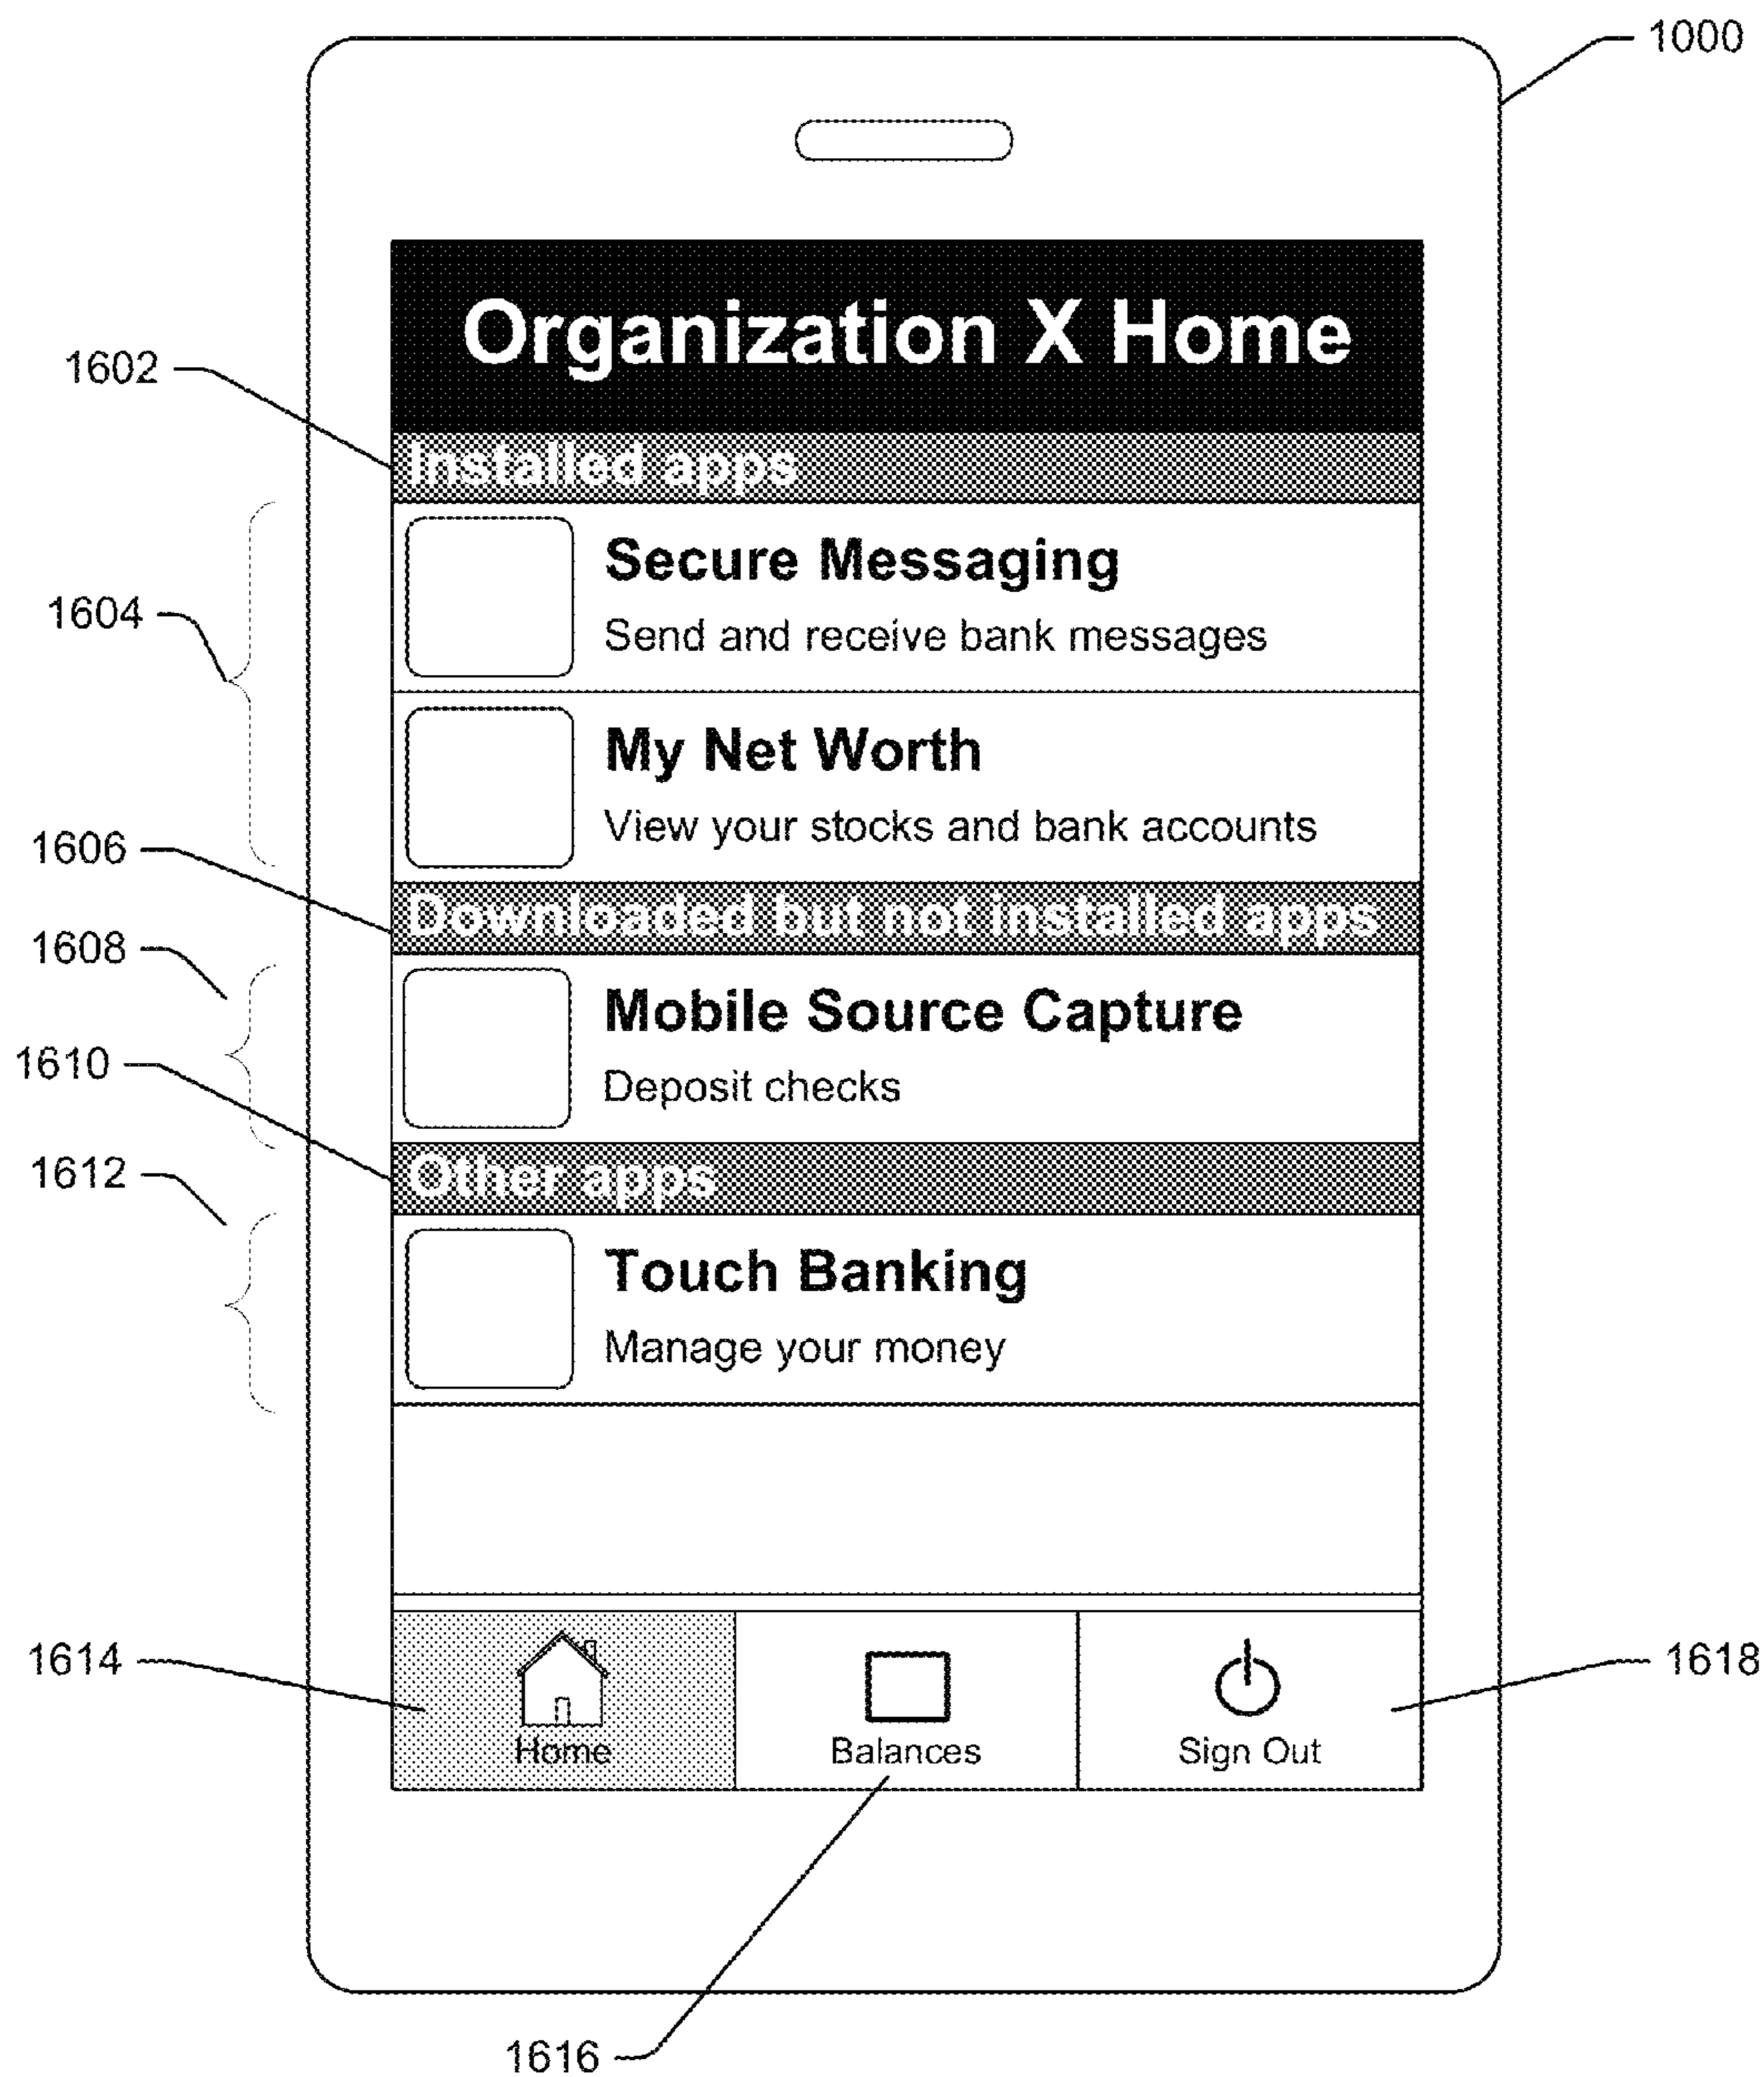 1000
Organization X Home
1602
Installed apps
Secure Messaging
1604
Send and receive bank messages
My Net Worth
View your stocks and bank accounts
1606
Downloaded but not installed apps
1608
Mobile Source Capture
1610
Deposit checks
1612
Other apps
Touch Banking
Manage your money
1614
1618
Home
Balances
Sign Out
1616